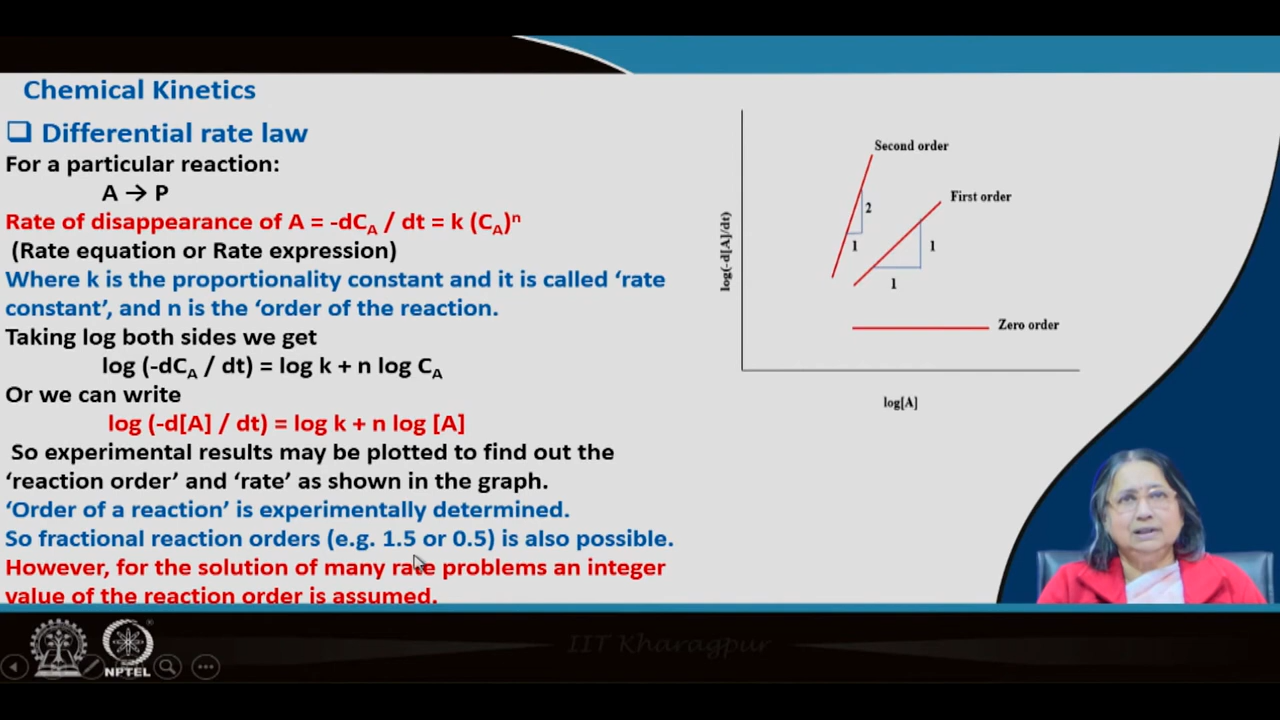 Chemical Kinetics
❑ Differential rate law
For a particular reaction:
A → P
Rate of disappearance of A = -dCA / dt = k (CA)ⁿ
(Rate equation or Rate expression)
Where k is the proportionality constant and it is called ‘rate
constant’, and n is the ‘order of the reaction.
Taking log both sides we get
log (-dCA / dt) = log k + n log CA
Or we can write
log (-d[A] / dt) = log k + n log [A]
So experimental results may be plotted to find out the
‘reaction order’ and ‘rate’ as shown in the graph.
‘Order of a reaction’ is experimentally determined.
So fractional reaction orders (e.g. 1.5 or 0.5) is also possible.
However, for the solution of many rate problems an integer
value of the reaction order is assumed.
log(-d[A]/dt)
Second order
2
1
First order
1
1
Zero order
log[A]
IIT Kharagpur
NPTEL